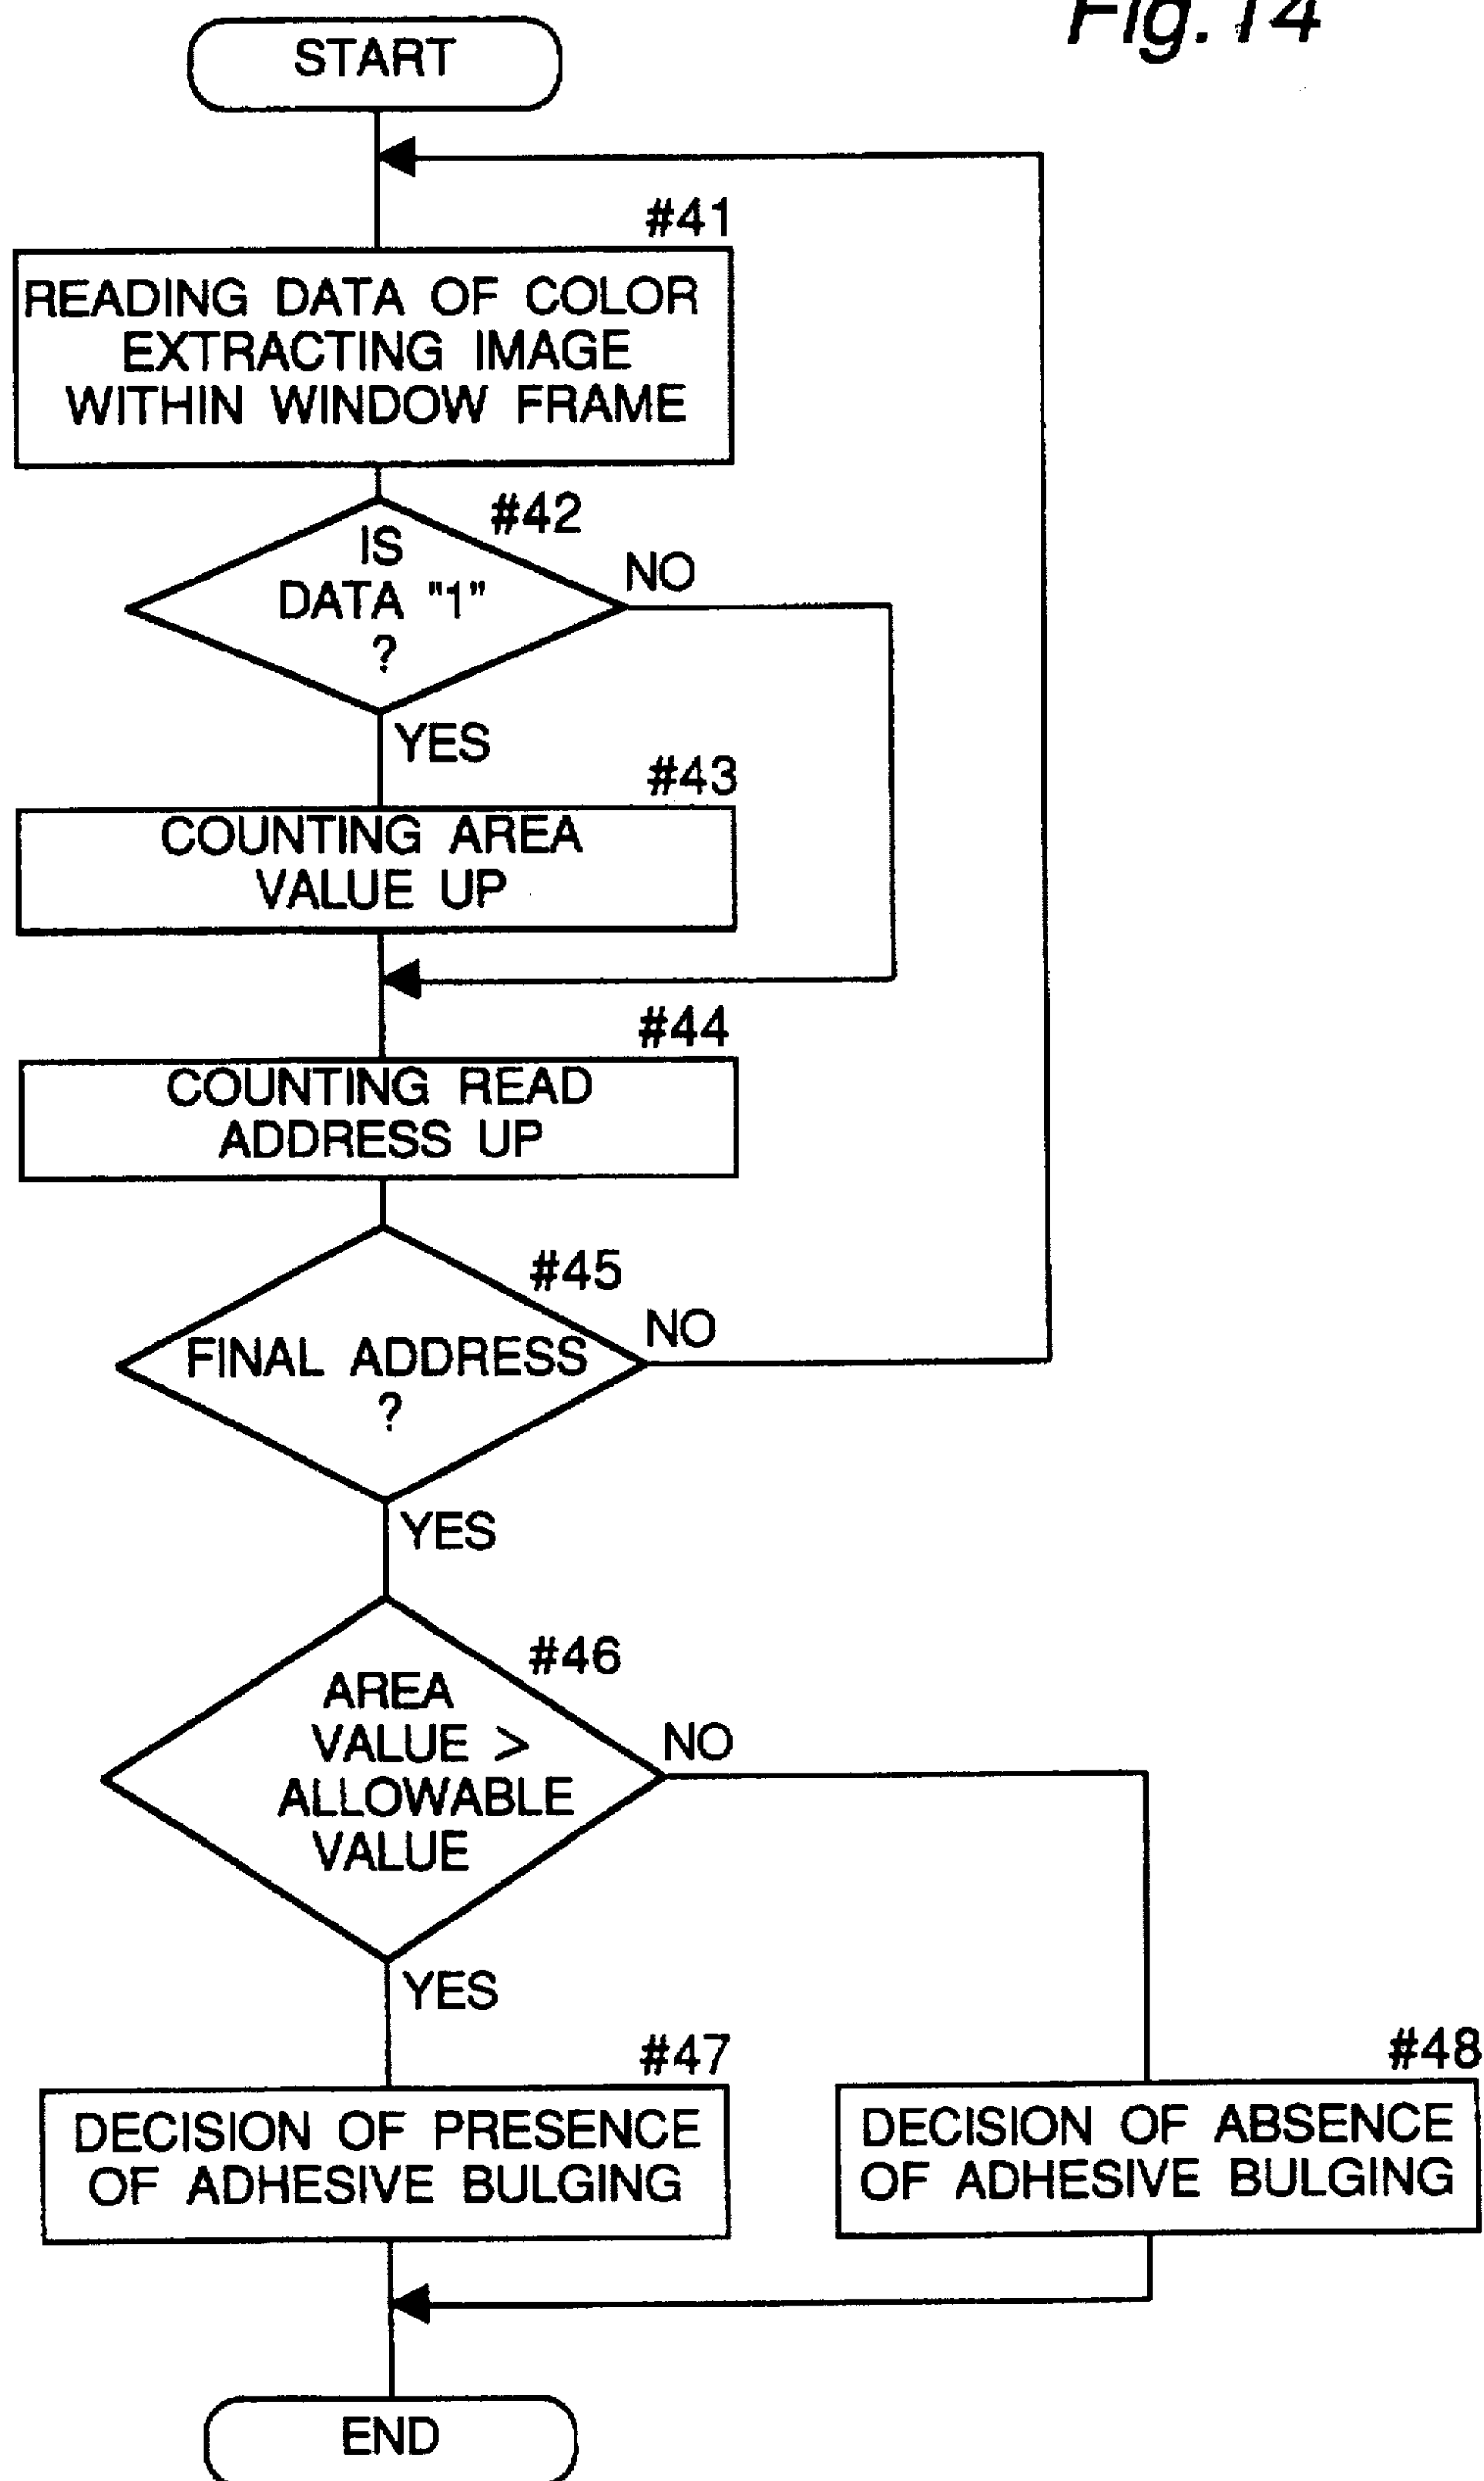 Fig. 14
START
#41
READING DATA OF COLOR
EXTRACTING IMAGE
WITHIN WINDOW FRAME
#42
IS
DATA "1"
?
NO
YES
#43
COUNTING AREA
VALUE UP
#44
COUNTING READ
ADDRESS UP
#45
FINAL ADDRESS
?
NO
YES
#46
AREA
VALUE >
ALLOWABLE
VALUE
NO
YES
#47
DECISION OF PRESENCE
OF ADHESIVE BULGING
#48
DECISION OF ABSENCE
OF ADHESIVE BULGING
END